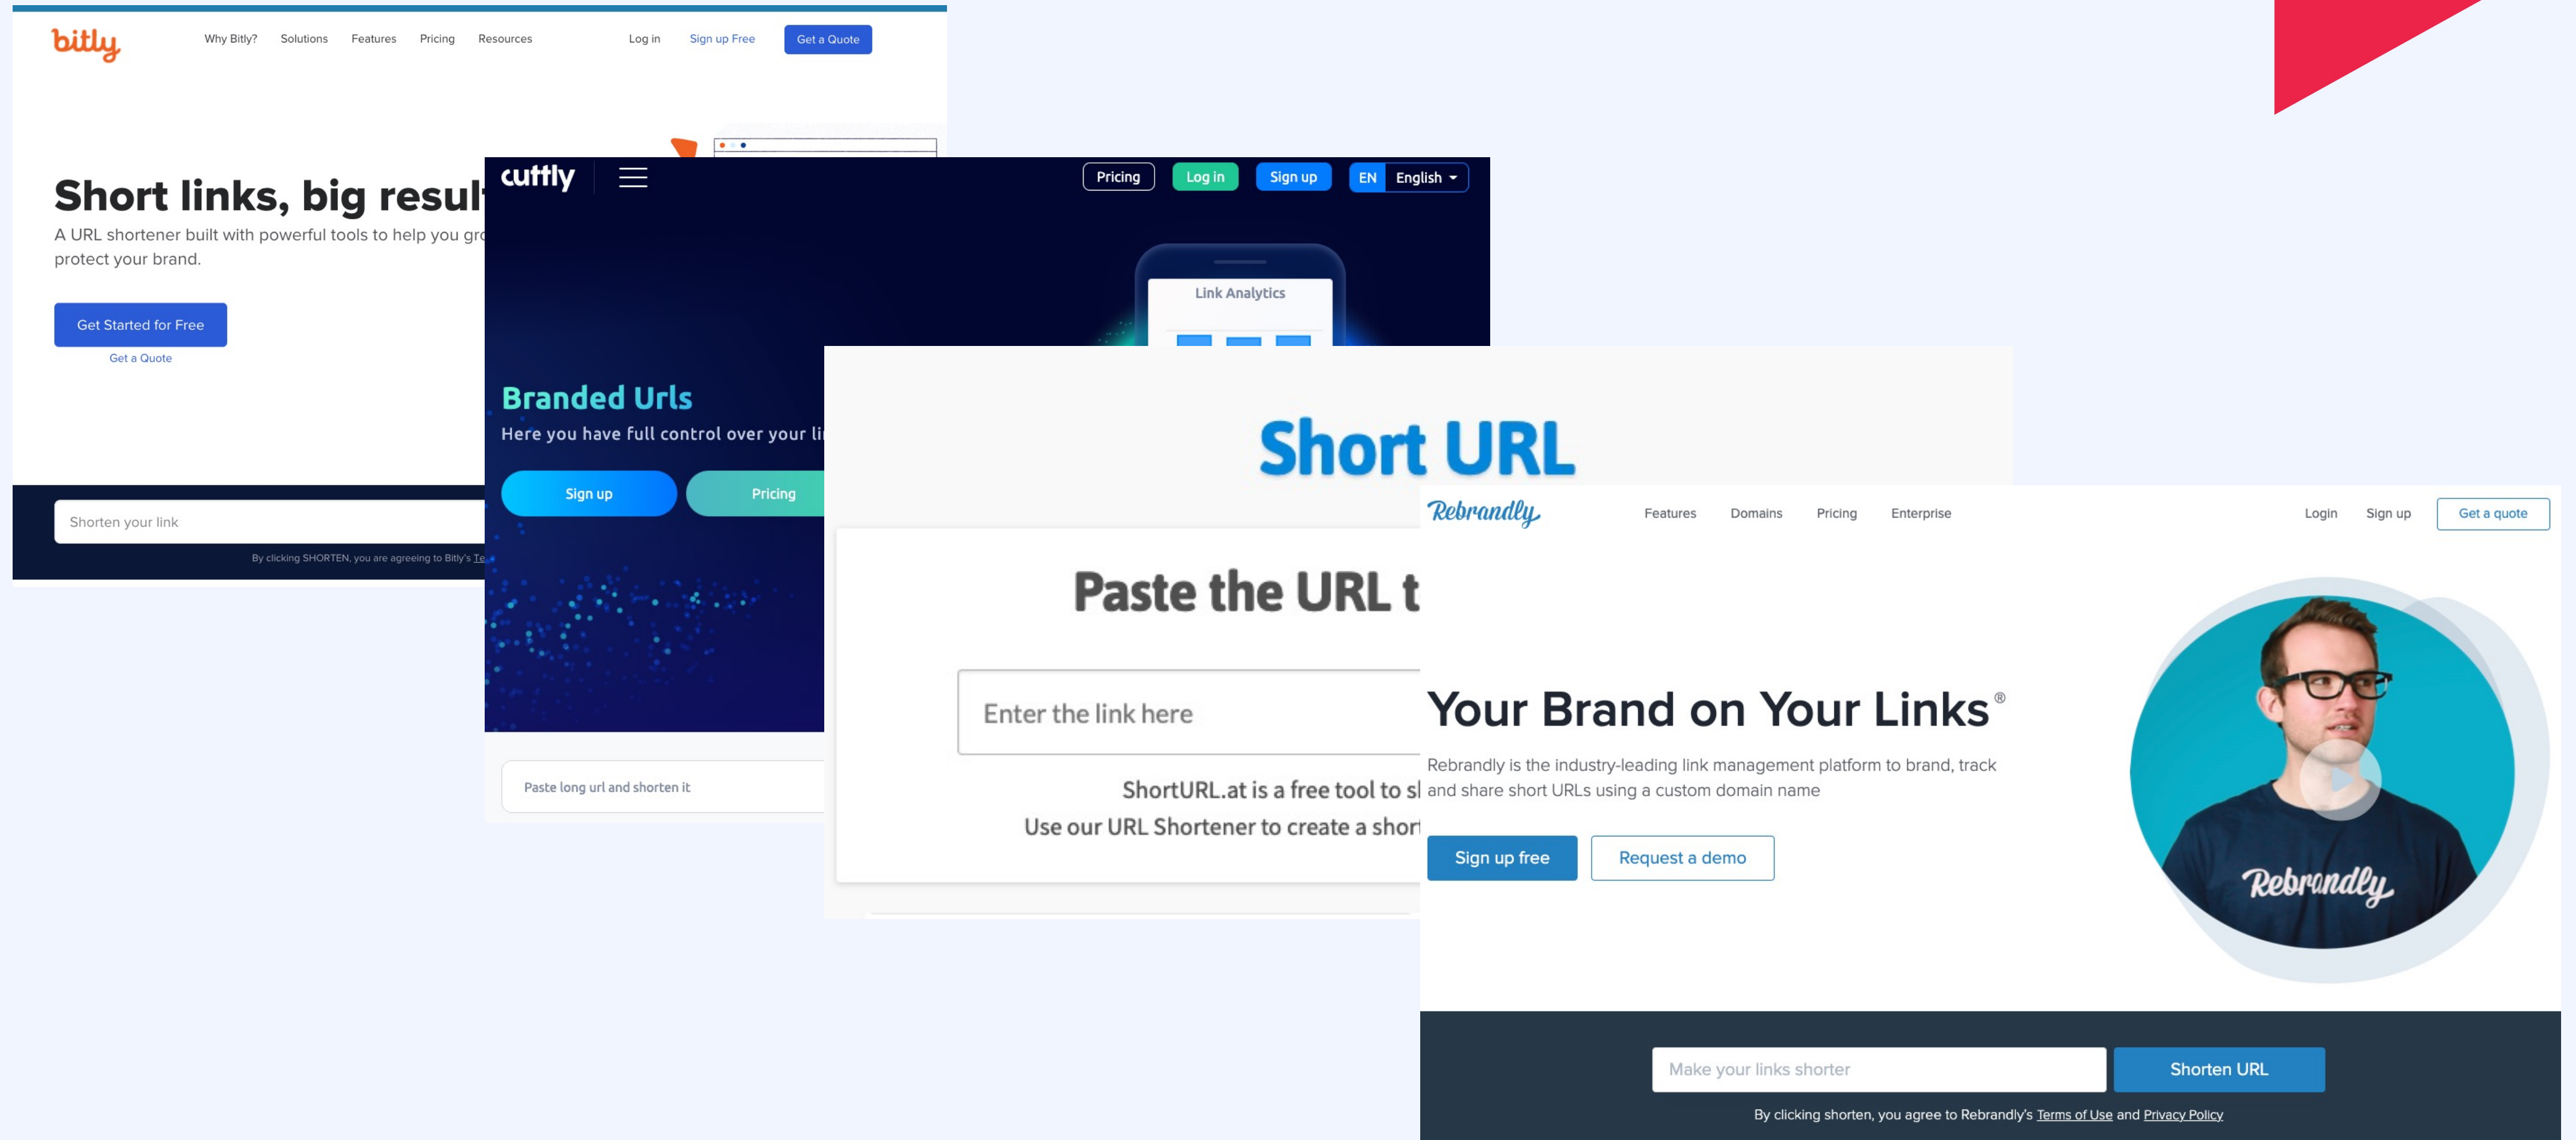 bitly
Why Bitly? Solutions Features Pricing Resources Log in Sign up Free Get a Quote
Short links, big resul
A URL shortener built with powerful tools to help you gro
protect your brand.
Get Started for Free
Get a Quote
Shorten your link
By clicking SHORTEN, you are agreeing to Bitly's Te
cuttly
Pricing Log in Sign up EN English
Link Analytics
Branded Urls
Here you have full control over your li
Sign up Pricing
Paste long url and shorten it
Short URL
Paste the URL t
Enter the link here
ShortURL.at is a free tool to sh
Use our URL Shortener to create a short
Rebrandly
Features Domains Pricing Enterprise Login Sign up Get a quote
Your Brand on Your Links®
Rebrandly is the industry-leading link management platform to brand, track
and share short URLs using a custom domain name
Sign up free Request a demo
Rebrandly
Make your links shorter Shorten URL
By clicking shorten, you agree to Rebrandly's Terms of Use and Privacy Policy